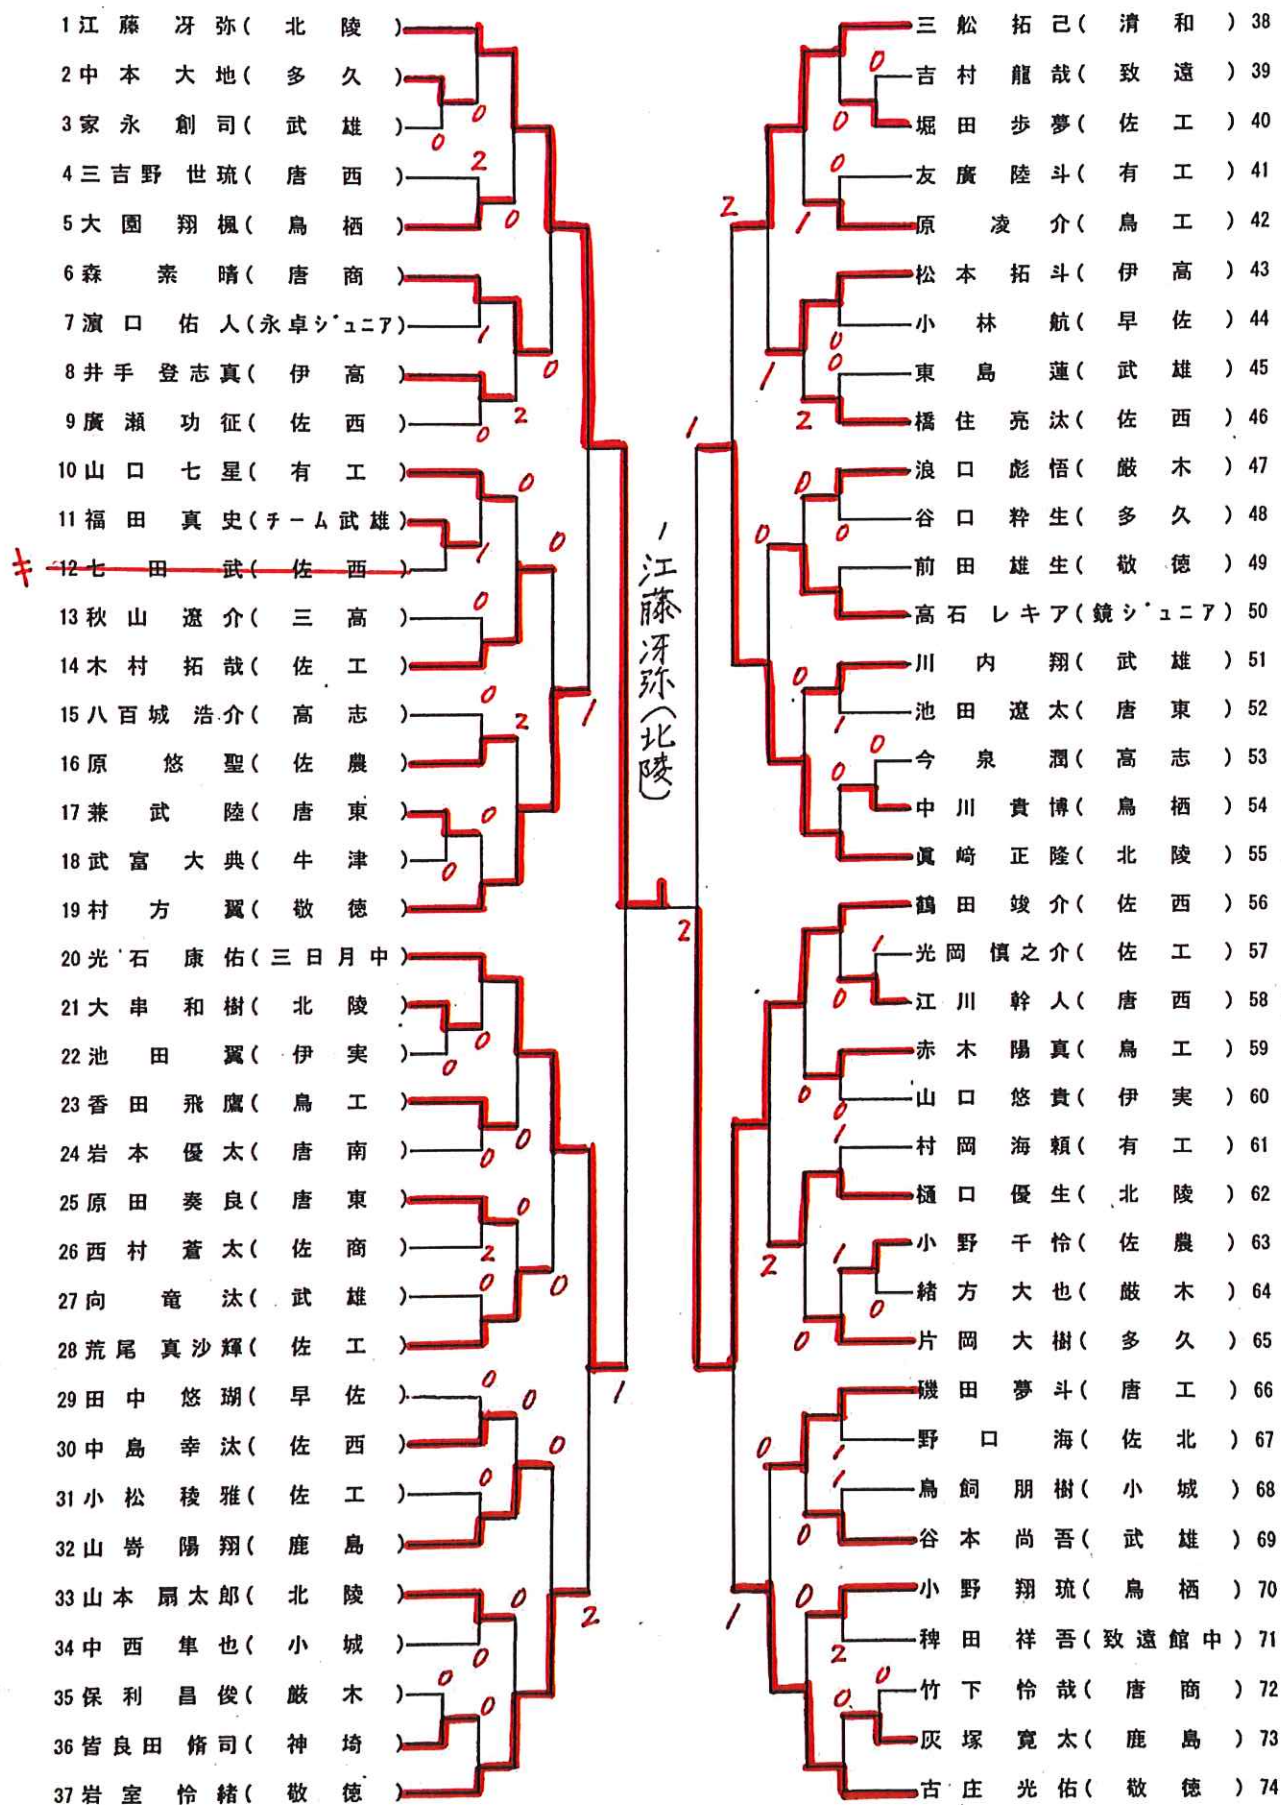 1 江藤 冴弥 ( 北陵 )
2 中本 大地 ( 多久 )
3 家永 創司 ( 武雄 )
4 三吉野 世琉 ( 唐西 )
5 大園 翔楓 ( 鳥栖 )
6 森 素晴 ( 唐商 )
7 濵口 佑人 (永卓ジュニア)
8 井手 登志真 ( 伊高 )
9 廣瀬 功征 ( 佐西 )
10 山口 七星 ( 有工 )
11 福田 真史 (チーム武雄)
キ 12 七田 武 ( 佐西 )
13 秋山 遼介 ( 三高 )
14 木村 拓哉 ( 佐工 )
15 八百城 浩介 ( 高志 )
16 原 悠聖 ( 佐農 )
17 兼武 陸 ( 唐東 )
18 武富 大典 ( 牛津 )
19 村方 翼 ( 敬徳 )
20 光石 康佑 (三日月中)
21 大串 和樹 ( 北陵 )
22 池田 翼 ( 伊実 )
23 香田 飛鷹 ( 鳥工 )
24 岩本 優太 ( 唐南 )
25 原田 奏良 ( 唐東 )
26 西村 蒼太 ( 佐商 )
27 向 竜汰 ( 武雄 )
28 荒尾 真沙輝 ( 佐工 )
29 田中 悠瑚 ( 早佐 )
30 中島 幸汰 ( 佐西 )
31 小松 稜雅 ( 佐工 )
32 山嵜 陽翔 ( 鹿島 )
33 山本 扇太郎 ( 北陵 )
34 中西 隼也 ( 小城 )
35 保利 昌俊 ( 厳木 )
36 皆良田 脩司 ( 神埼 )
37 岩室 怜緒 ( 敬徳 )
1 江藤冴弥(北陵)
三舩 拓己 ( 清和 ) 38
吉村 龍哉 ( 致遠 ) 39
堀田 歩夢 ( 佐工 ) 40
友廣 陸斗 ( 有工 ) 41
原 凌介 ( 鳥工 ) 42
松本 拓斗 ( 伊高 ) 43
小林 航 ( 早佐 ) 44
東島 蓮 ( 武雄 ) 45
橋住 亮汰 ( 佐西 ) 46
浪口 彪悟 ( 厳木 ) 47
谷口 粋生 ( 多久 ) 48
前田 雄生 ( 敬徳 ) 49
高石 レキア (鏡ジュニア) 50
川内 翔 ( 武雄 ) 51
池田 遼太 ( 唐東 ) 52
今泉 潤 ( 高志 ) 53
中川 貴博 ( 鳥栖 ) 54
眞﨑 正隆 ( 北陵 ) 55
鶴田 竣介 ( 佐西 ) 56
光岡 慎之介 ( 佐工 ) 57
江川 幹人 ( 唐西 ) 58
赤木 陽真 ( 鳥工 ) 59
山口 悠貴 ( 伊実 ) 60
村岡 海頼 ( 有工 ) 61
樋口 優生 ( 北陵 ) 62
小野 千怜 ( 佐農 ) 63
緒方 大也 ( 厳木 ) 64
片岡 大樹 ( 多久 ) 65
磯田 夢斗 ( 唐工 ) 66
野口 海 ( 佐北 ) 67
鳥飼 朋樹 ( 小城 ) 68
谷本 尚吾 ( 武雄 ) 69
小野 翔琉 ( 鳥栖 ) 70
稗田 祥吾 (致遠館中) 71
竹下 怜哉 ( 唐商 ) 72
灰塚 寛太 ( 鹿島 ) 73
古庄 光佑 ( 敬徳 ) 74